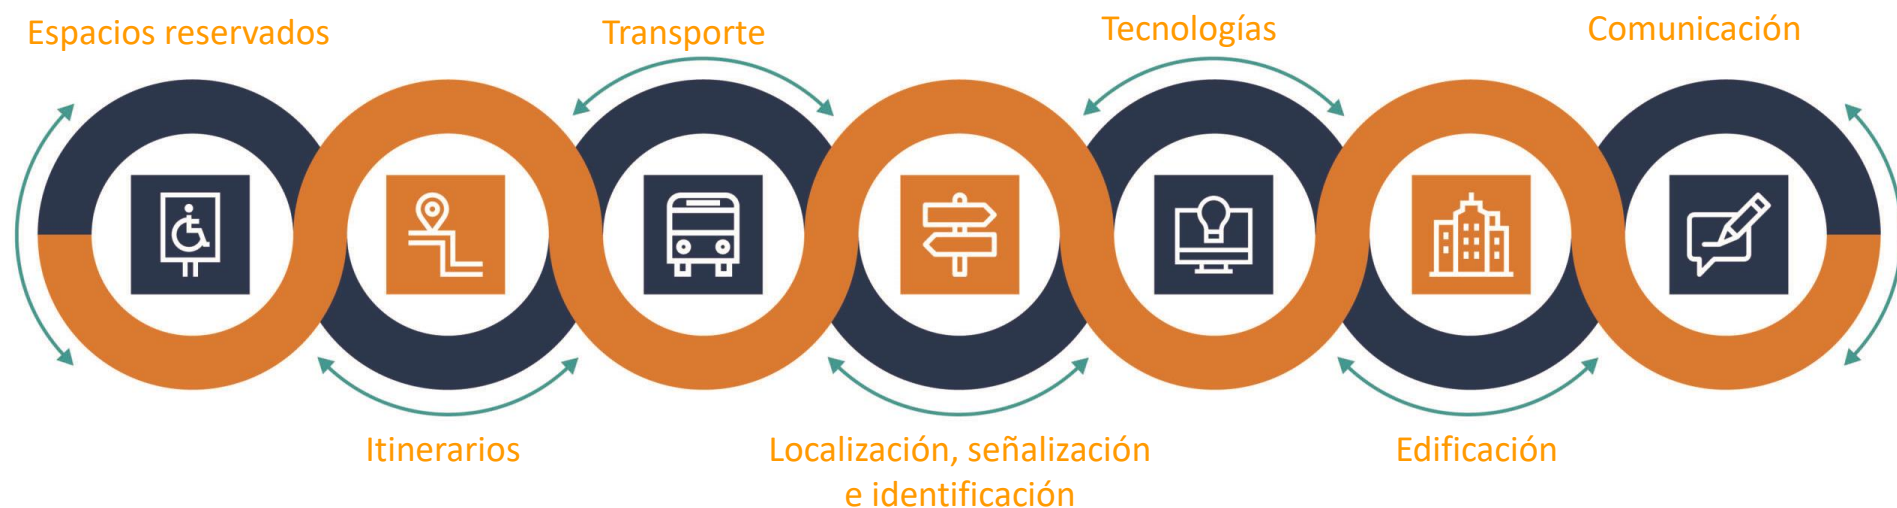 Espacios reservados
Transporte
Tecnologías
Comunicación
Itinerarios
Localización, señalización
e identificación
Edificación